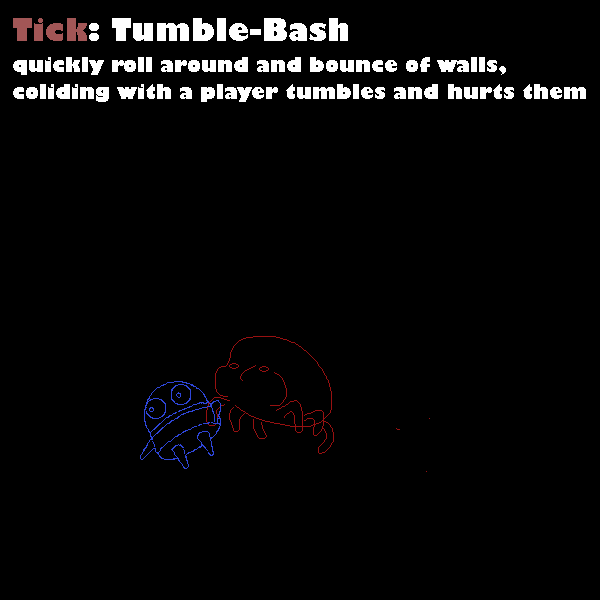 Tick: Tumble-Bash
quickly roll around and bounce of walls,
coliding with a player tumbles and hurts them